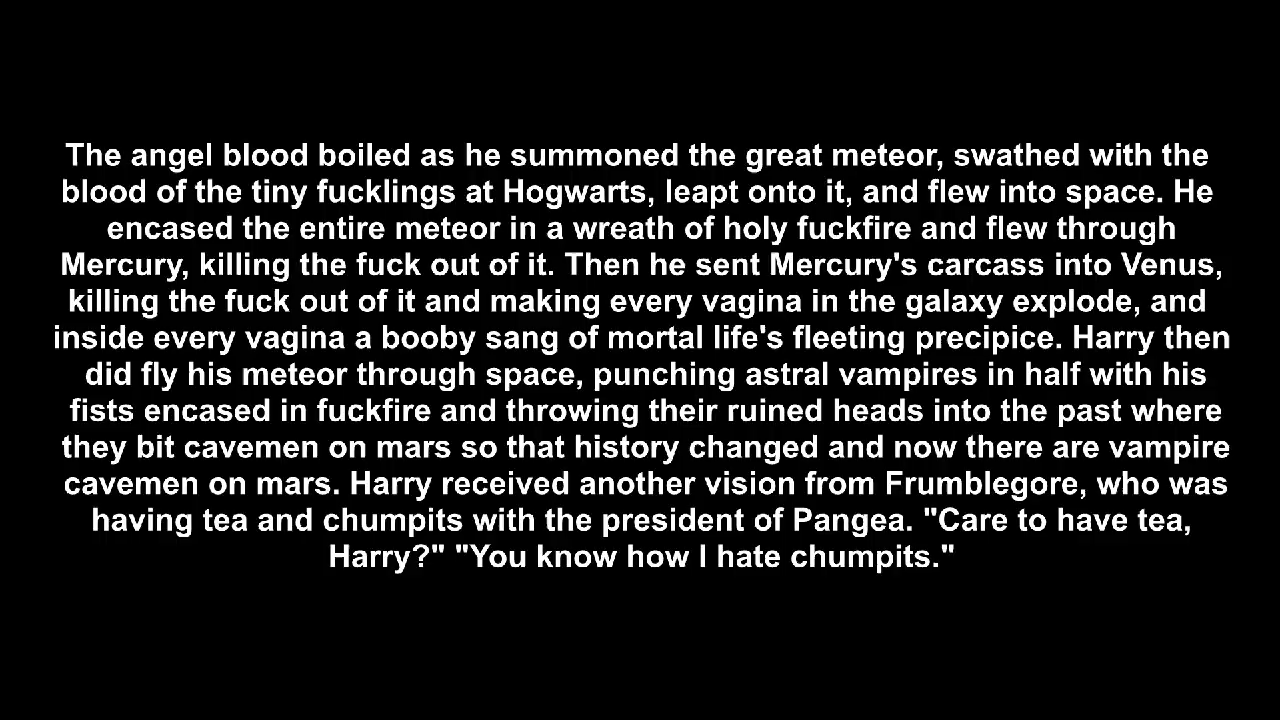 The angel blood boiled as he summoned the great meteor, swathed with the
blood of the tiny fucklings at Hogwarts, leapt onto it, and flew into space. He
encased the entire meteor in a wreath of holy fuckfire and flew through
Mercury, killing the fuck out of it. Then he sent Mercury's carcass into Venus,
killing the fuck out of it and making every vagina in the galaxy explode, and
inside every vagina a booby sang of mortal life's fleeting precipice. Harry then
did fly his meteor through space, punching astral vampires in half with his
fists encased in fuckfire and throwing their ruined heads into the past where
they bit cavemen on mars so that history changed and now there are vampire
cavemen on mars. Harry received another vision from Frumblegore, who was
having tea and chumpits with the president of Pangea. "Care to have tea,
Harry?" "You know how I hate chumpits."